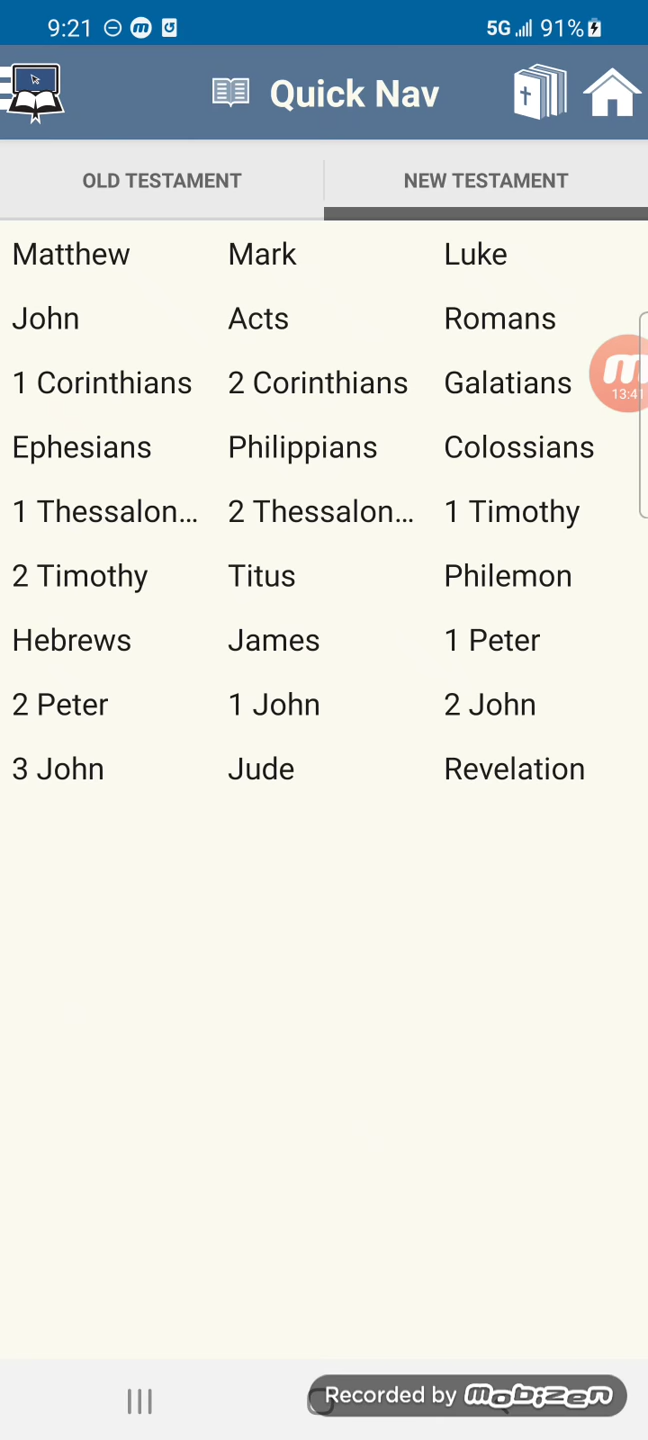 9:21 5G 91%
Quick Nav
OLD TESTAMENT NEW TESTAMENT
Matthew Mark Luke
John Acts Romans
1 Corinthians 2 Corinthians Galatians
m
13:41
Ephesians Philippians Colossians
1 Thessalon... 2 Thessalon... 1 Timothy
2 Timothy Titus Philemon
Hebrews James 1 Peter
2 Peter 1 John 2 John
3 John Jude Revelation
Recorded by mobizen